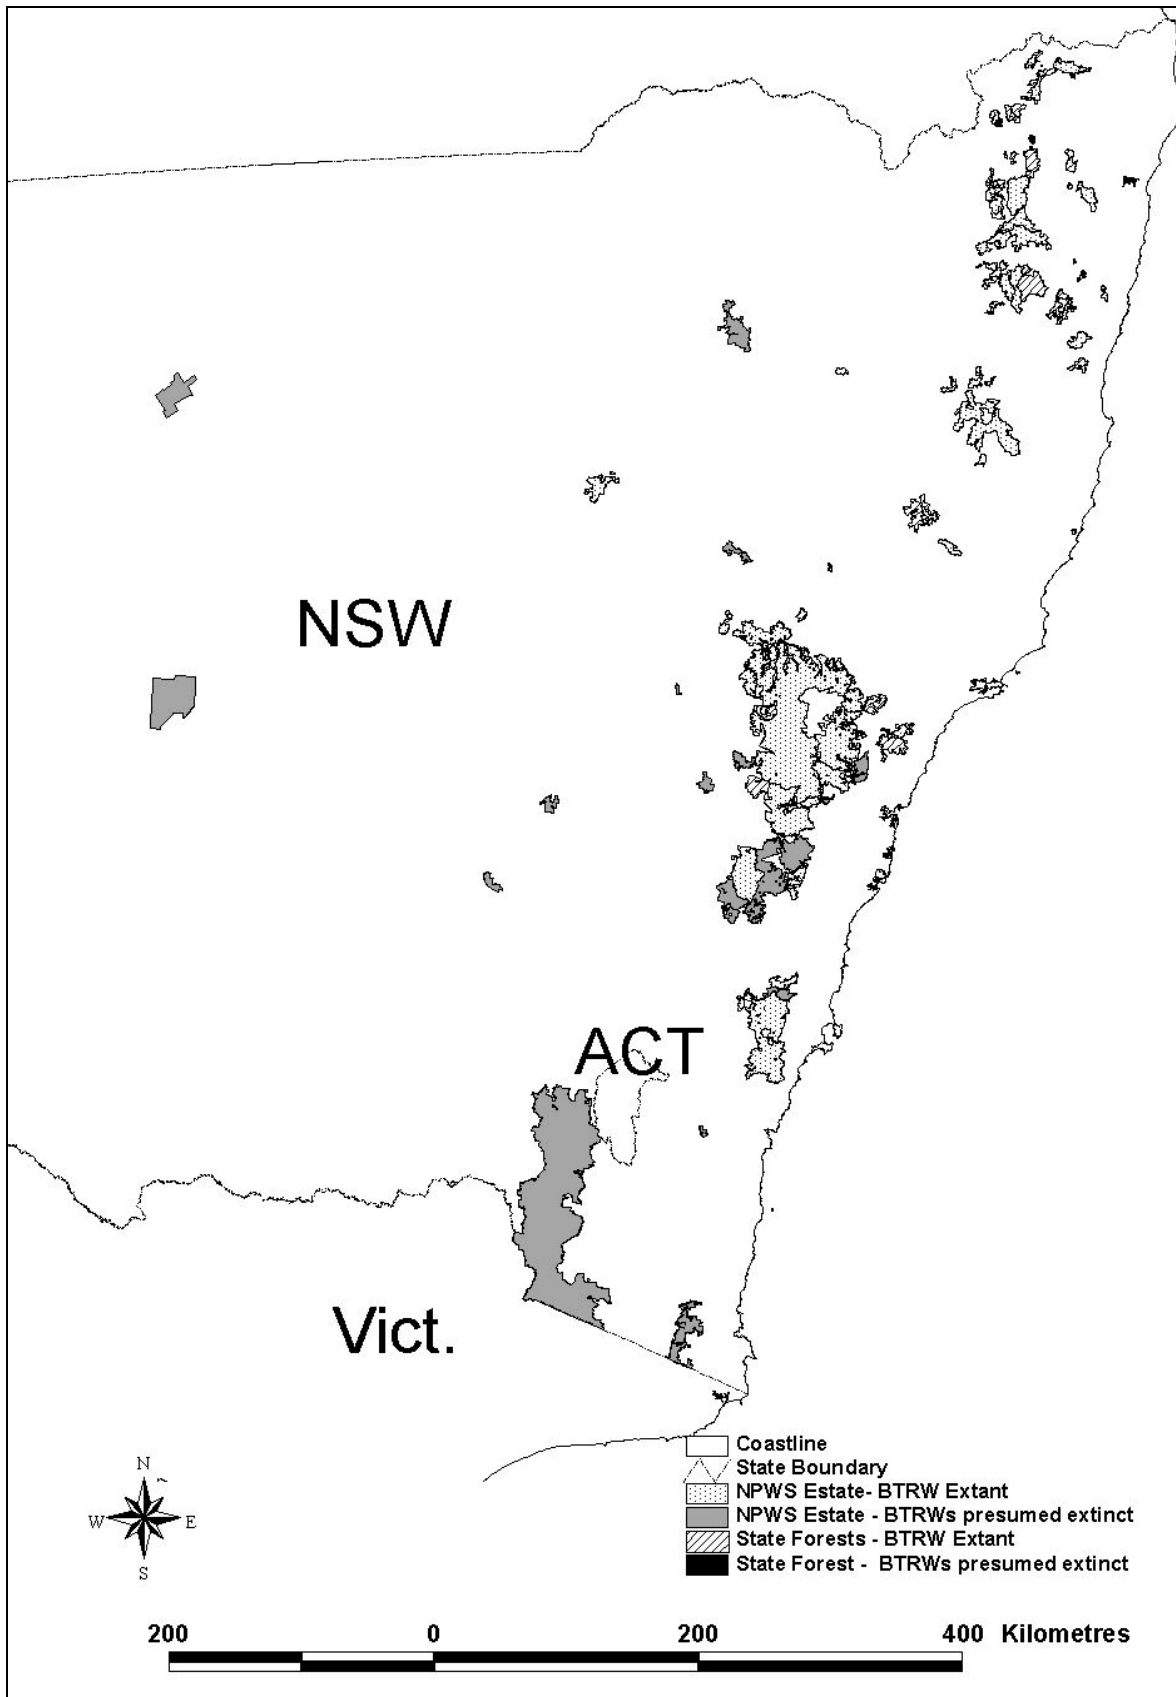 NSW
ACT
Vict.
Coastline
State Boundary
NPWS Estate- BTRW Extant
NPWS Estate - BTRWs presumed extinct
State Forests - BTRW Extant
State Forest - BTRWs presumed extinct
N
W E
S
200 0 200 400 Kilometres